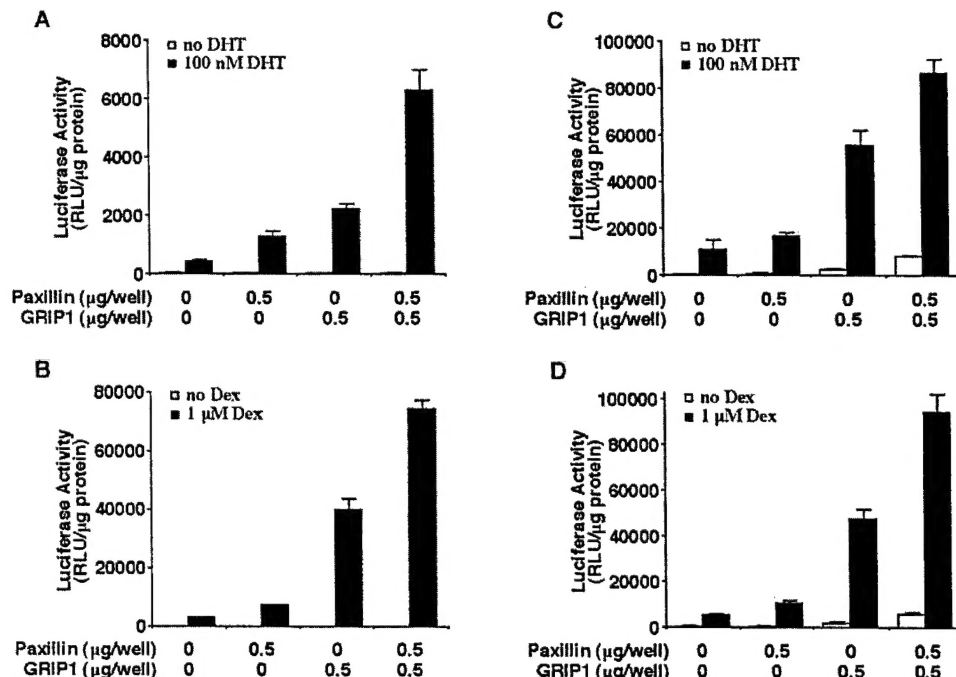 A
no DHT
100 nM DHT
Luciferase Activity
(RLU/µg protein)
8000
6000
4000
2000
0
Paxillin (µg/well) 0 0.5 0 0.5
GRIP1 (µg/well) 0 0 0.5 0.5
B
no Dex
1 µM Dex
Luciferase Activity
(RLU/µg protein)
80000
60000
40000
20000
0
Paxillin (µg/well) 0 0.5 0 0.5
GRIP1 (µg/well) 0 0 0.5 0.5
C
no DHT
100 nM DHT
Luciferase Activity
(RLU/µg protein)
100000
80000
60000
40000
20000
0
Paxillin (µg/well) 0 0.5 0 0.5
GRIP1 (µg/well) 0 0 0.5 0.5
D
no Dex
1 µM Dex
Luciferase Activity
(RLU/µg protein)
100000
80000
60000
40000
20000
0
Paxillin (µg/well) 0 0.5 0 0.5
GRIP1 (µg/well) 0 0 0.5 0.5